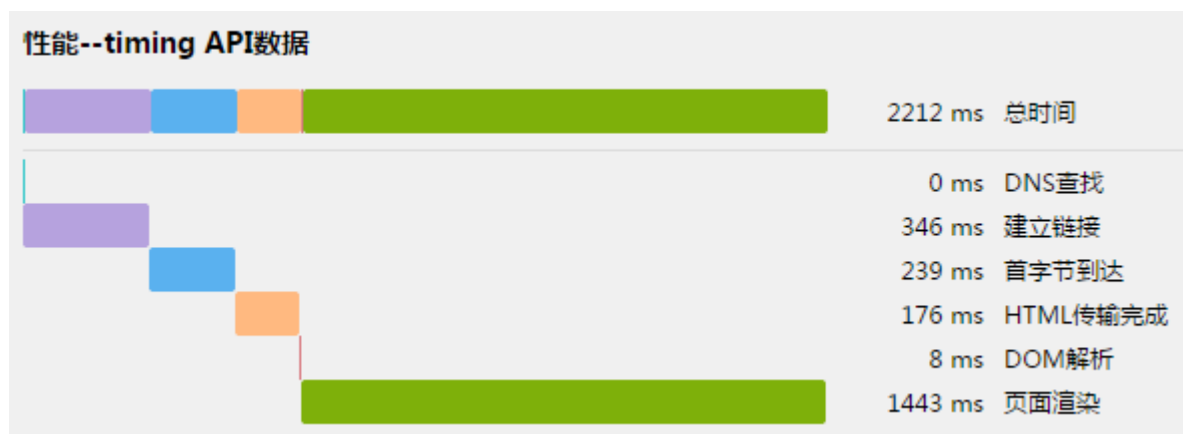 性能--timing API数据
2212 ms 总时间
0 ms DNS查找
346 ms 建立链接
239 ms 首字节到达
176 ms HTML传输完成
8 ms DOM解析
1443 ms 页面渲染